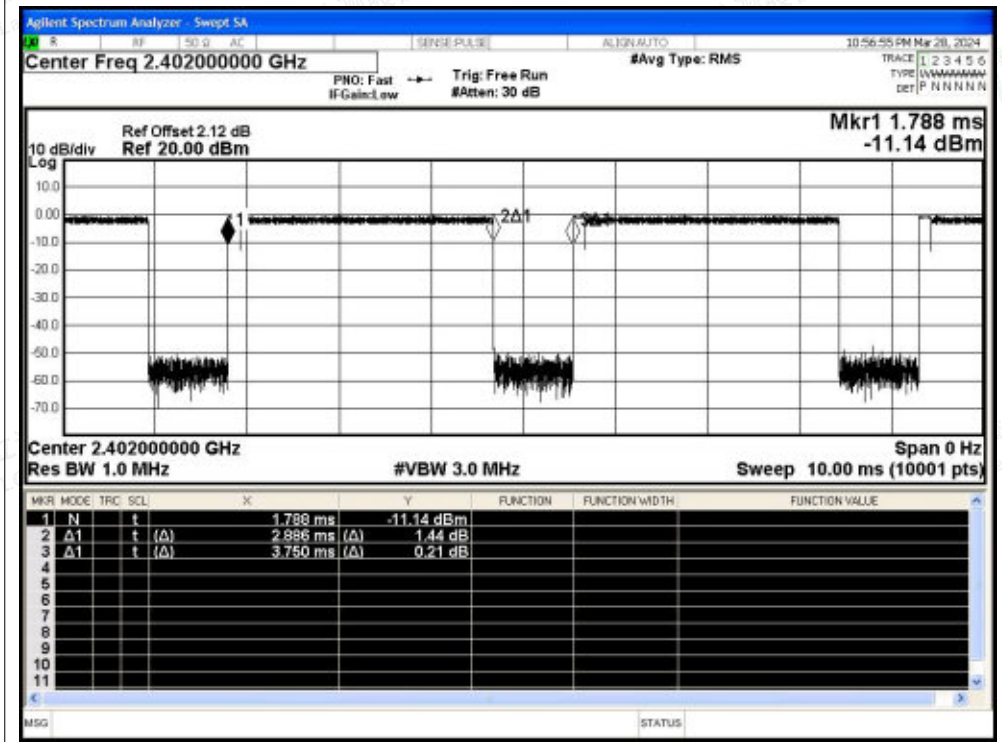 Agilent Spectrum Analyzer - Swept SA
LXI R RF 50 Ω AC SENSE:PULSE ALIGNAUTO 10:56:55 PM Mar 28, 2024
Center Freq 2.402000000 GHz #Avg Type: RMS TRACE 1 2 3 4 5 6
PNO: Fast Trig: Free Run TYPE
IFGain:Low #Atten: 30 dB DET P N N N N N
Mkr1 1.788 ms
Ref Offset 2.12 dB
10 dB/div Ref 20.00 dBm -11.14 dBm
Log
10.0
0.00
1 2Δ1
-10.0
-20.0
-30.0
-40.0
-50.0
-60.0
-70.0
Center 2.402000000 GHz Span 0 Hz
Res BW 1.0 MHz #VBW 3.0 MHz Sweep 10.00 ms (10001 pts)
MKR MODE TRC SCL X Y FUNCTION FUNCTION WIDTH FUNCTION VALUE
1 N t 1.788 ms -11.14 dBm
2 Δ1 t (Δ) 2.886 ms (Δ) 1.44 dB
3 Δ1 t (Δ) 3.750 ms (Δ) 0.21 dB
4
5
6
7
8
9
10
11
MSG STATUS